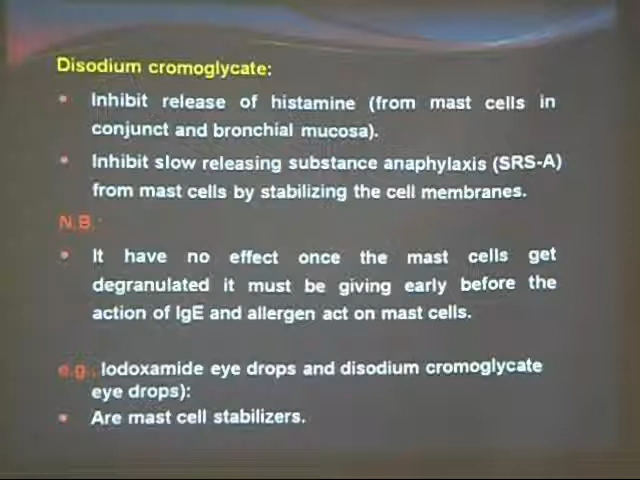 Disodium cromoglycate:
• Inhibit release of histamine (from mast cells in
conjunct and bronchial mucosa).
• Inhibit slow releasing substance anaphylaxis (SRS-A)
from mast cells by stabilizing the cell membranes.
N.B.:
• It have no effect once the mast cells get
degranulated it must be giving early before the
action of IgE and allergen act on mast cells.
e.g., Iodoxamide eye drops and disodium cromoglycate
eye drops):
• Are mast cell stabilizers.